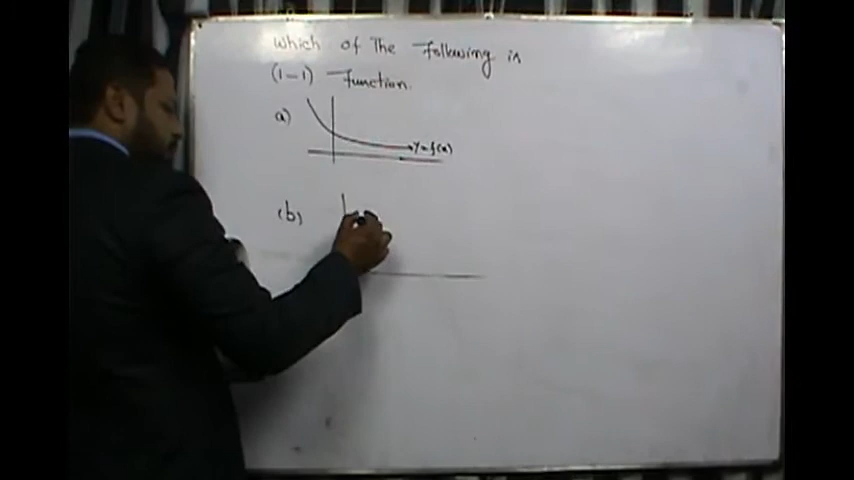 which of The Following is
(1-1) Function.
a)
y=f(x)
(b)